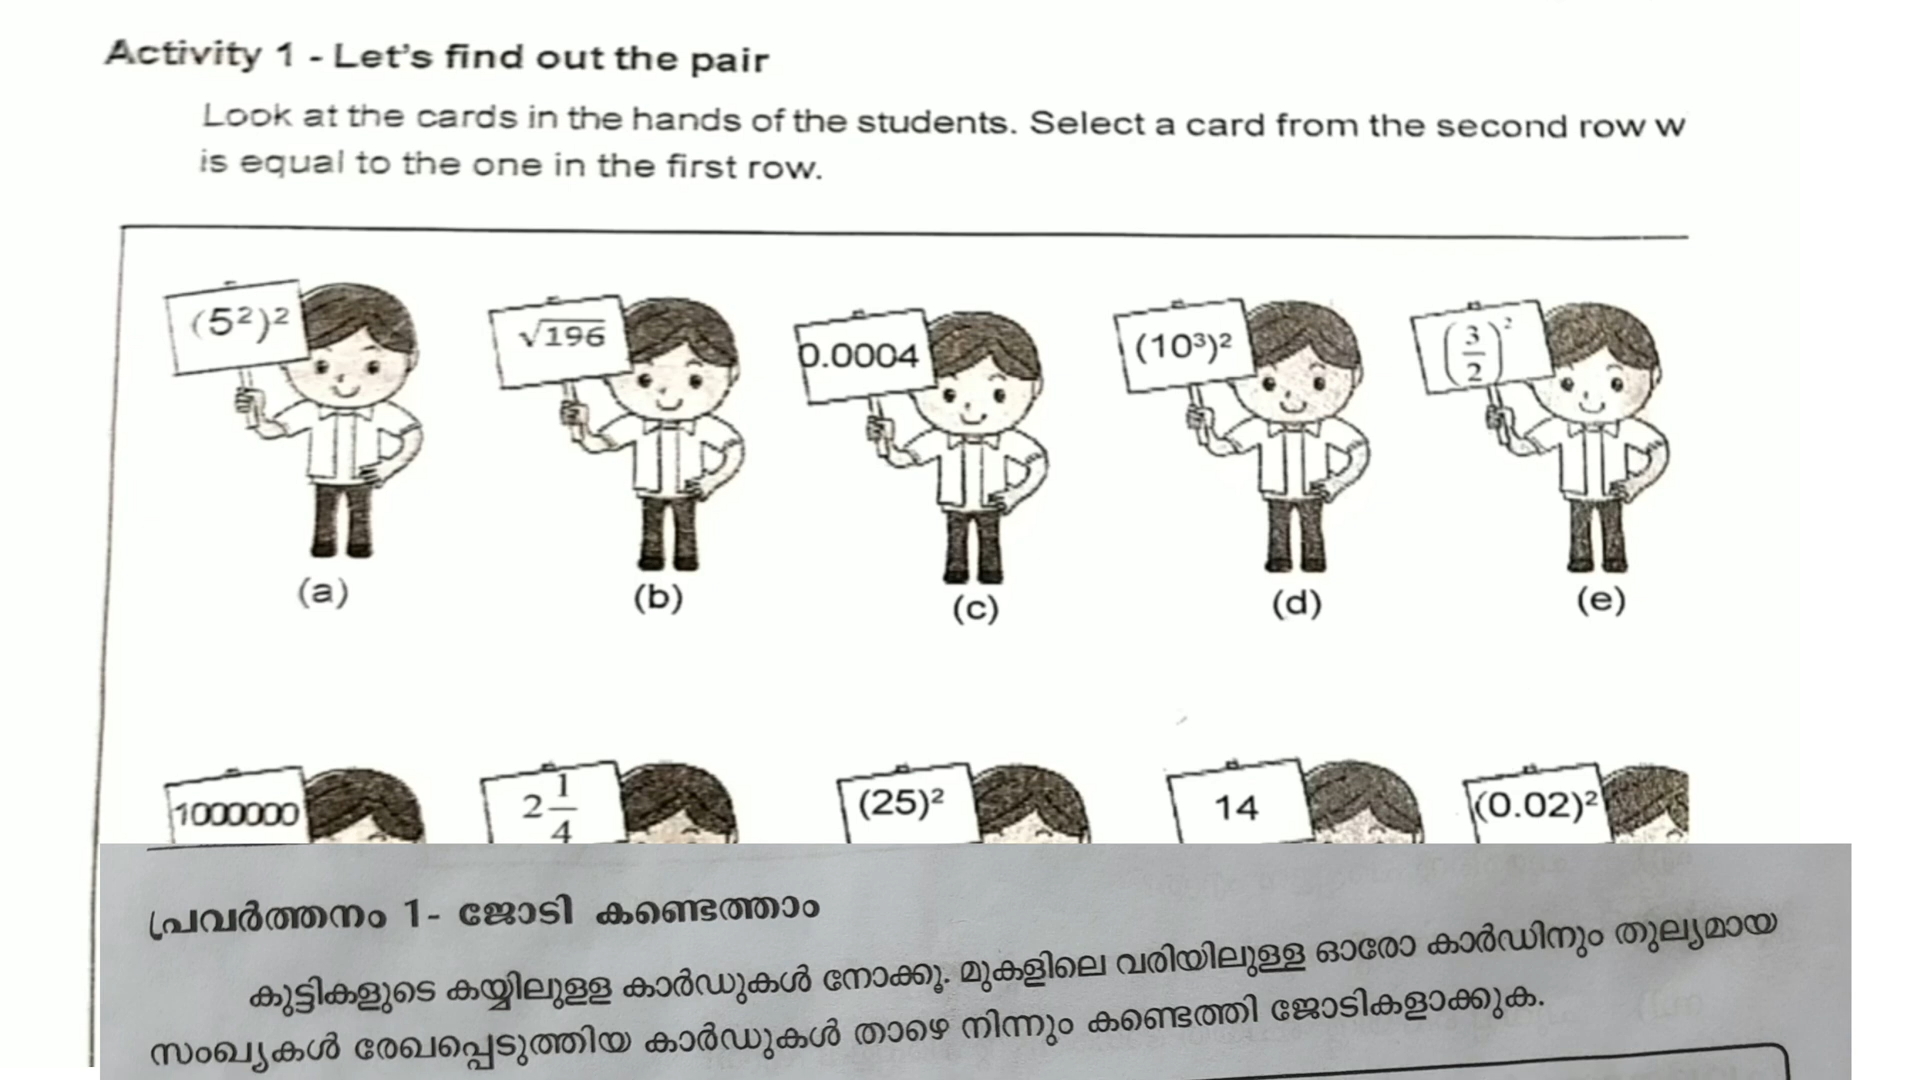 Activity 1 - Let's find out the pair
Look at the cards in the hands of the students. Select a card from the second row w
is equal to the one in the first row.
(5²)² √196 0.0004 (10³)² (3/2)²
(a) (b) (c) (d) (e)
1000000 2 1/4 (25)² 14 (0.02)²
പ്രവർത്തനം 1- ജോടി കണ്ടെത്താം
കുട്ടികളുടെ കയ്യിലുള്ള കാർഡുകൾ നോക്കൂ. മുകളിലെ വരിയിലുള്ള ഓരോ കാർഡിനും തുല്യമായ
സംഖ്യകൾ രേഖപ്പെടുത്തിയ കാർഡുകൾ താഴെ നിന്നും കണ്ടെത്തി ജോടികളാക്കുക.